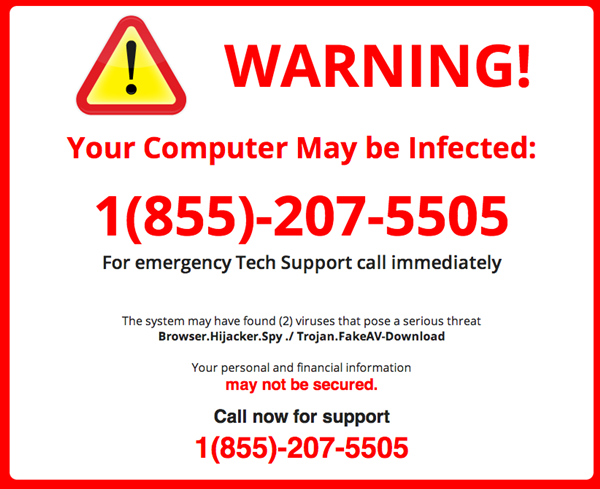 WARNING!
Your Computer May be Infected:
1(855)-207-5505
For emergency Tech Support call immediately
The system may have found (2) viruses that pose a serious threat
Browser.Hijacker.Spy ./ Trojan.FakeAV-Download
Your personal and financial information
may not be secured.
Call now for support
1(855)-207-5505